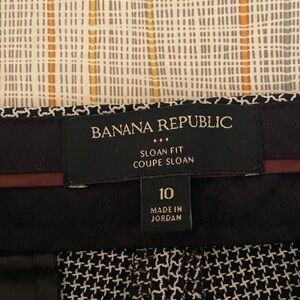 BANANA REPUBLIC
SLOAN FIT
COUPE SLOAN
10
MADE IN
JORDAN